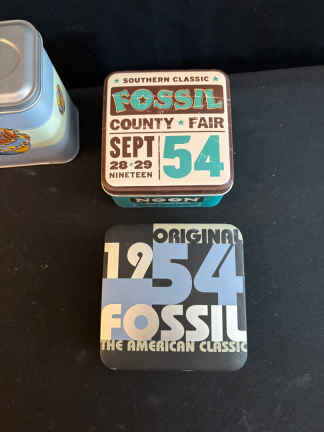 ★ SOUTHERN CLASSIC ★
FOSSIL
COUNTY ★ FAIR
SEPT
28★29
NINETEEN
54
NOON
ORIGINAL
1954
FOSSIL
THE AMERICAN CLASSIC